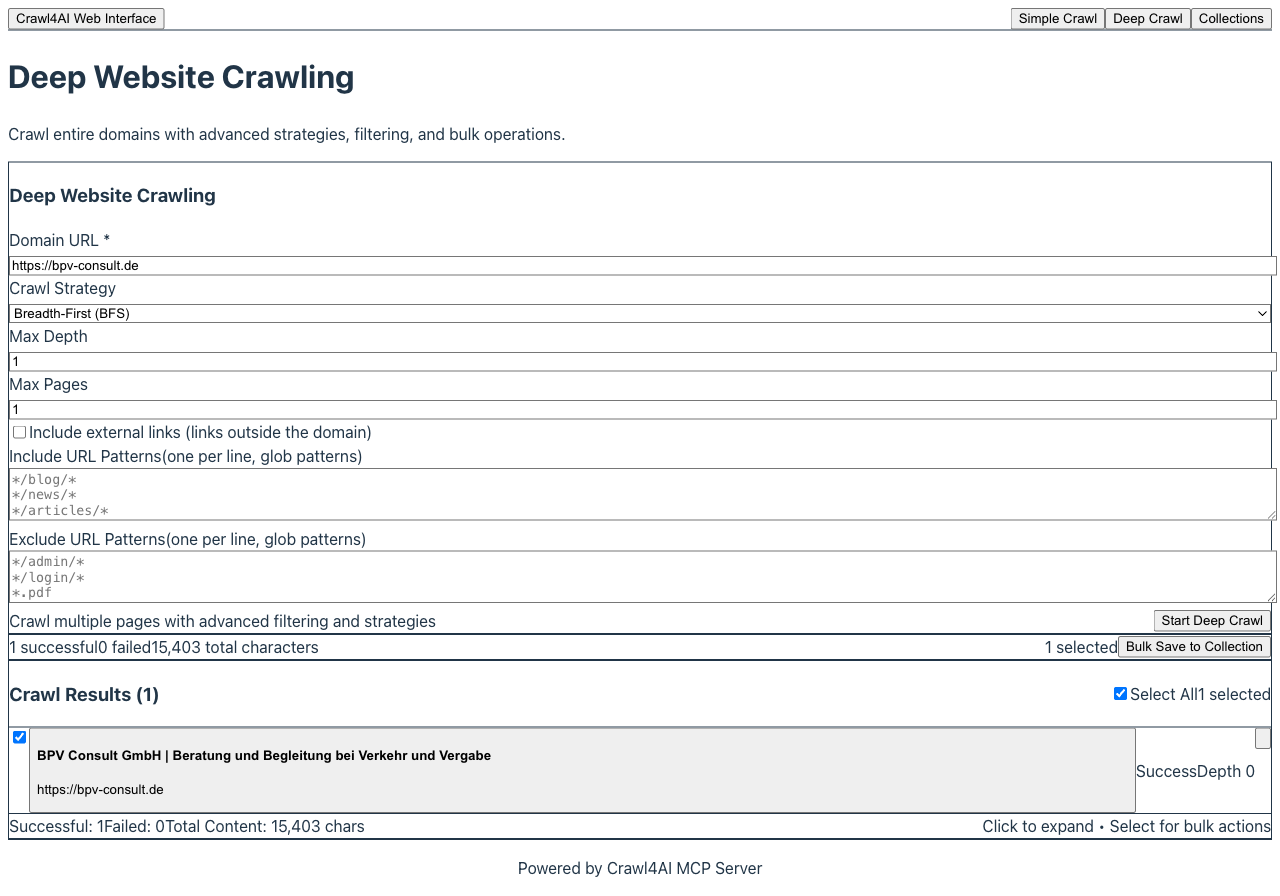 Crawl4AI Web Interface Simple Crawl Deep Crawl Collections
Deep Website Crawling
Crawl entire domains with advanced strategies, filtering, and bulk operations.
Deep Website Crawling
Domain URL *
https://bpv-consult.de
Crawl Strategy
Breadth-First (BFS)
Max Depth
1
Max Pages
1
Include external links (links outside the domain)
Include URL Patterns(one per line, glob patterns)
*/blog/*
*/news/*
*/articles/*
Exclude URL Patterns(one per line, glob patterns)
*/admin/*
*/login/*
*.pdf
Crawl multiple pages with advanced filtering and strategies Start Deep Crawl
1 successful0 failed15,403 total characters 1 selected Bulk Save to Collection
Crawl Results (1) Select All1 selected
BPV Consult GmbH | Beratung und Begleitung bei Verkehr und Vergabe
https://bpv-consult.de
SuccessDepth 0
Successful: 1Failed: 0Total Content: 15,403 chars Click to expand • Select for bulk actions
Powered by Crawl4AI MCP Server